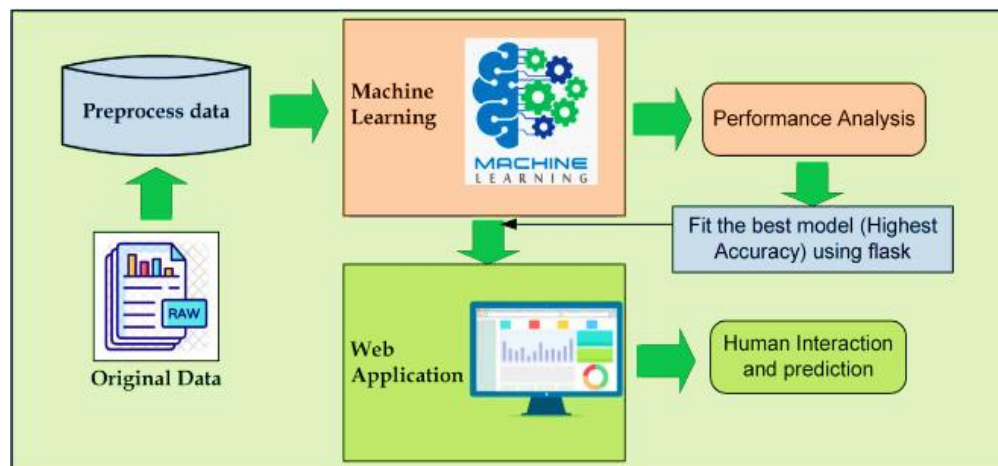 Preprocess data
Machine
Learning
MACHINE
LEARNING
Performance Analysis
Fit the best model (Highest
Accuracy) using flask
RAW
Original Data
Web
Application
Human Interaction
and prediction